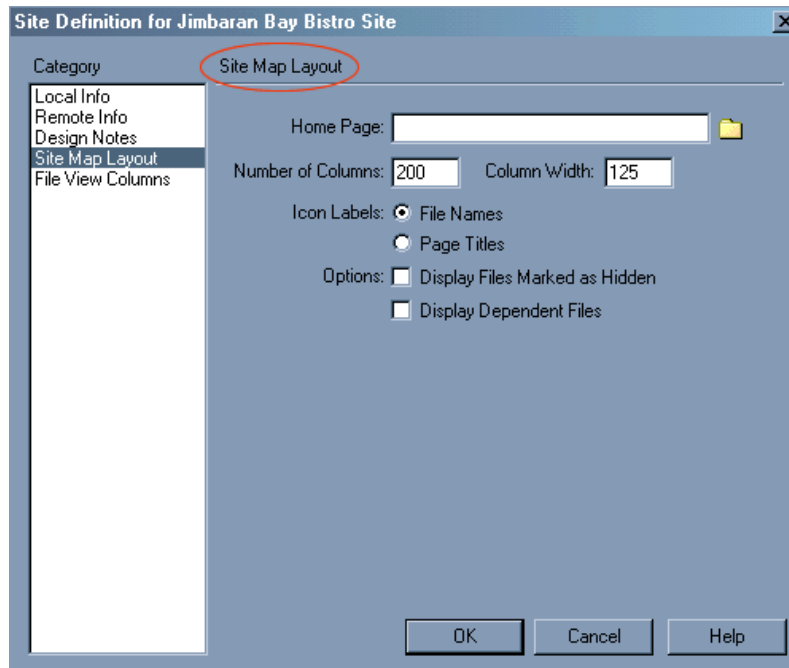 Site Definition for Jimbaran Bay Bistro Site
Category
Site Map Layout
Local Info
Remote Info
Design Notes
Site Map Layout
File View Columns
Home Page:
Number of Columns: 200 Column Width: 125
Icon Labels: File Names
Page Titles
Options: Display Files Marked as Hidden
Display Dependent Files
OK Cancel Help